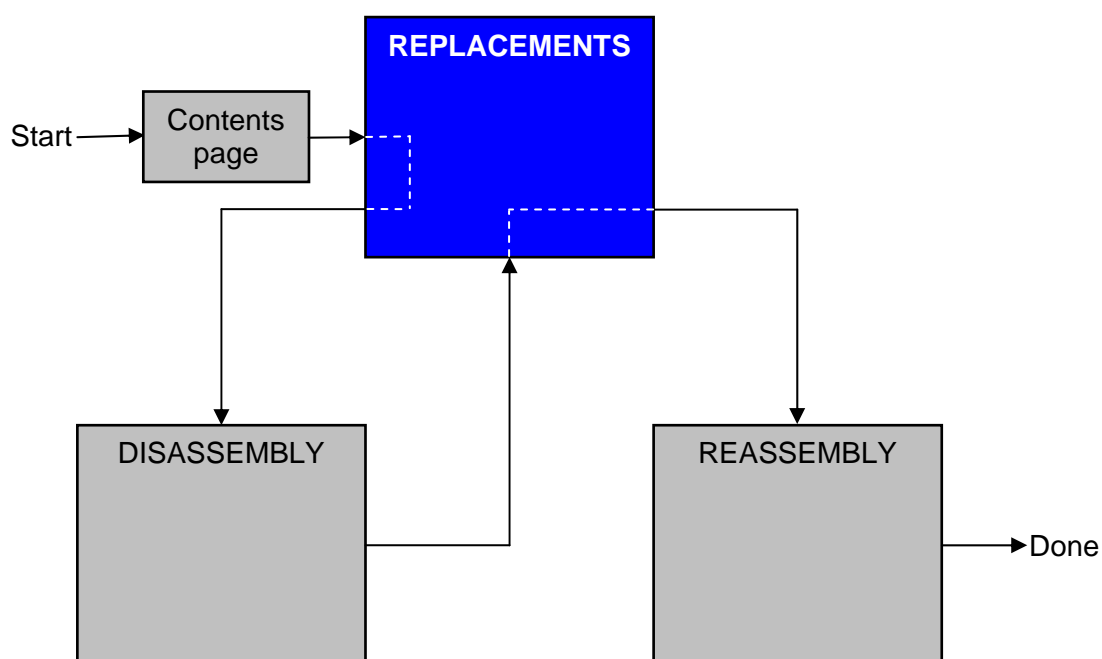 REPLACEMENTS
Start
Contents
page
DISASSEMBLY
REASSEMBLY
Done